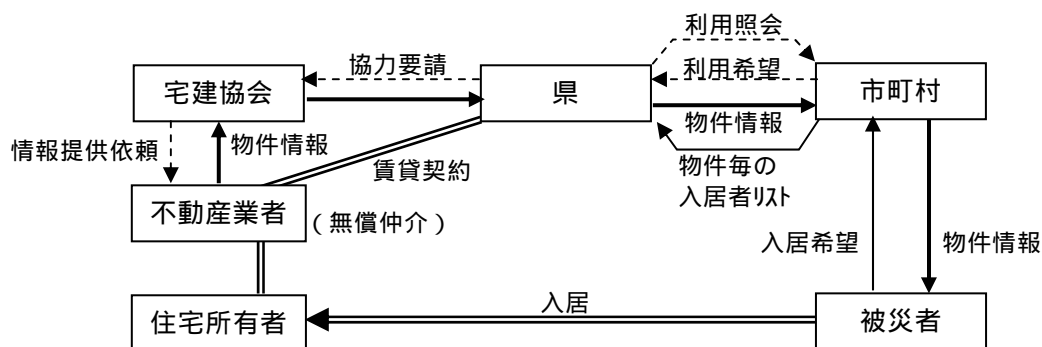 利用照会
協力要請
利用希望
宅建協会
県
市町村
物件情報
情報提供依頼
物件情報
賃貸契約
物件毎の
入居者ﾘｽﾄ
不動産業者
（無償仲介）
入居希望
物件情報
入居
住宅所有者
被災者